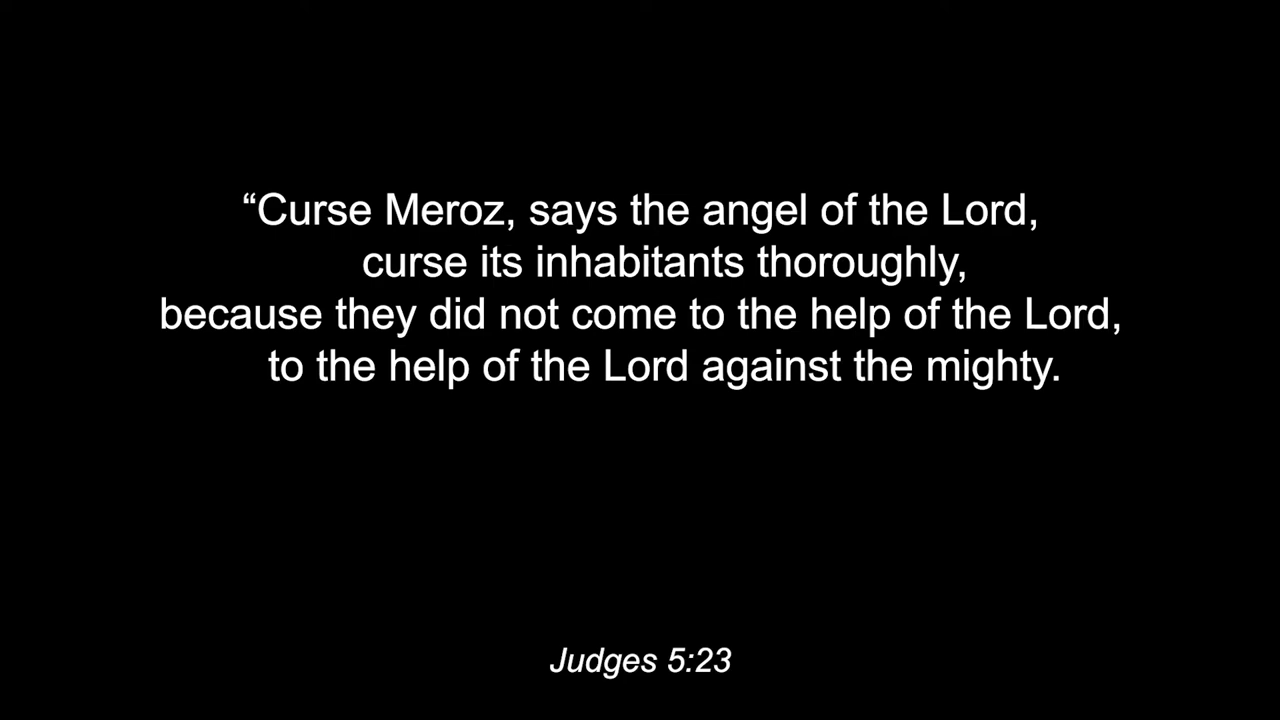 “Curse Meroz, says the angel of the Lord,
curse its inhabitants thoroughly,
because they did not come to the help of the Lord,
to the help of the Lord against the mighty.
Judges 5:23